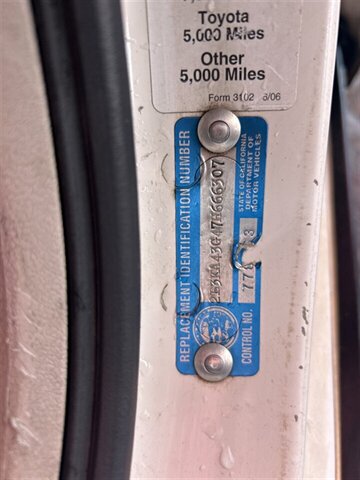 Toyota
5,000 Miles
Other
5,000 Miles
Form 3102
REPLACEMENT IDENTIFICATION NUMBER
STATE OF CALIFORNIA
DEPARTMENT OF
MOTOR VEHICLES
CONTROL NO.